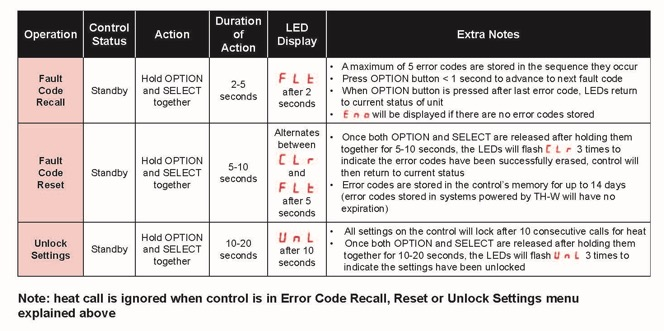 Operation
Control
Status
Action
Duration
of
Action
LED
Display
Extra Notes
Fault
Code
Recall
Standby
Hold OPTION
and SELECT
together
2-5
seconds
FLt
after 2
seconds
• A maximum of 5 error codes are stored in the sequence they occur
• Press OPTION button < 1 second to advance to next fault code
• When OPTION button is pressed after last error code, LEDs return
to current status of unit
• Eno will be displayed if there are no error codes stored
Fault
Code
Reset
Standby
Hold OPTION
and SELECT
together
5-10
seconds
Alternates
between
CLr
and
FLt
after 5
seconds
• Once both OPTION and SELECT are released after holding them
together for 5-10 seconds, the LEDs will flash CLr 3 times to
indicate the error codes have been successfully erased, control will
then return to current status
• Error codes are stored in the control's memory for up to 14 days
(error codes stored in systems powered by TH-W will have no
expiration)
Unlock
Settings
Standby
Hold OPTION
and SELECT
together
10-20
seconds
UnL
after 10
seconds
• All settings on the control will lock after 10 consecutive calls for heat
• Once both OPTION and SELECT are released after holding them
together for 10-20 seconds, the LEDs will flash UnL 3 times to
indicate the settings have been unlocked
Note: heat call is ignored when control is in Error Code Recall, Reset or Unlock Settings menu
explained above